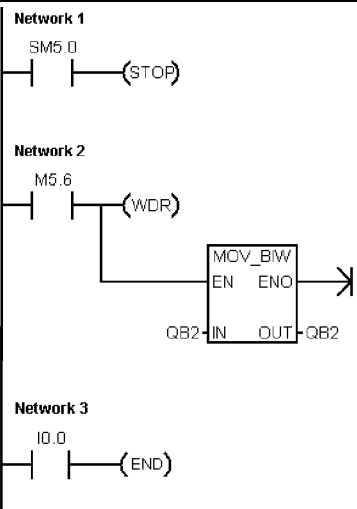 Network 1
SM5.0
(STOP)
Network 2
M5.6
(WDR)
MOV_BIW
EN ENO
QB2 IN OUT QB2
Network 3
I0.0
(END)